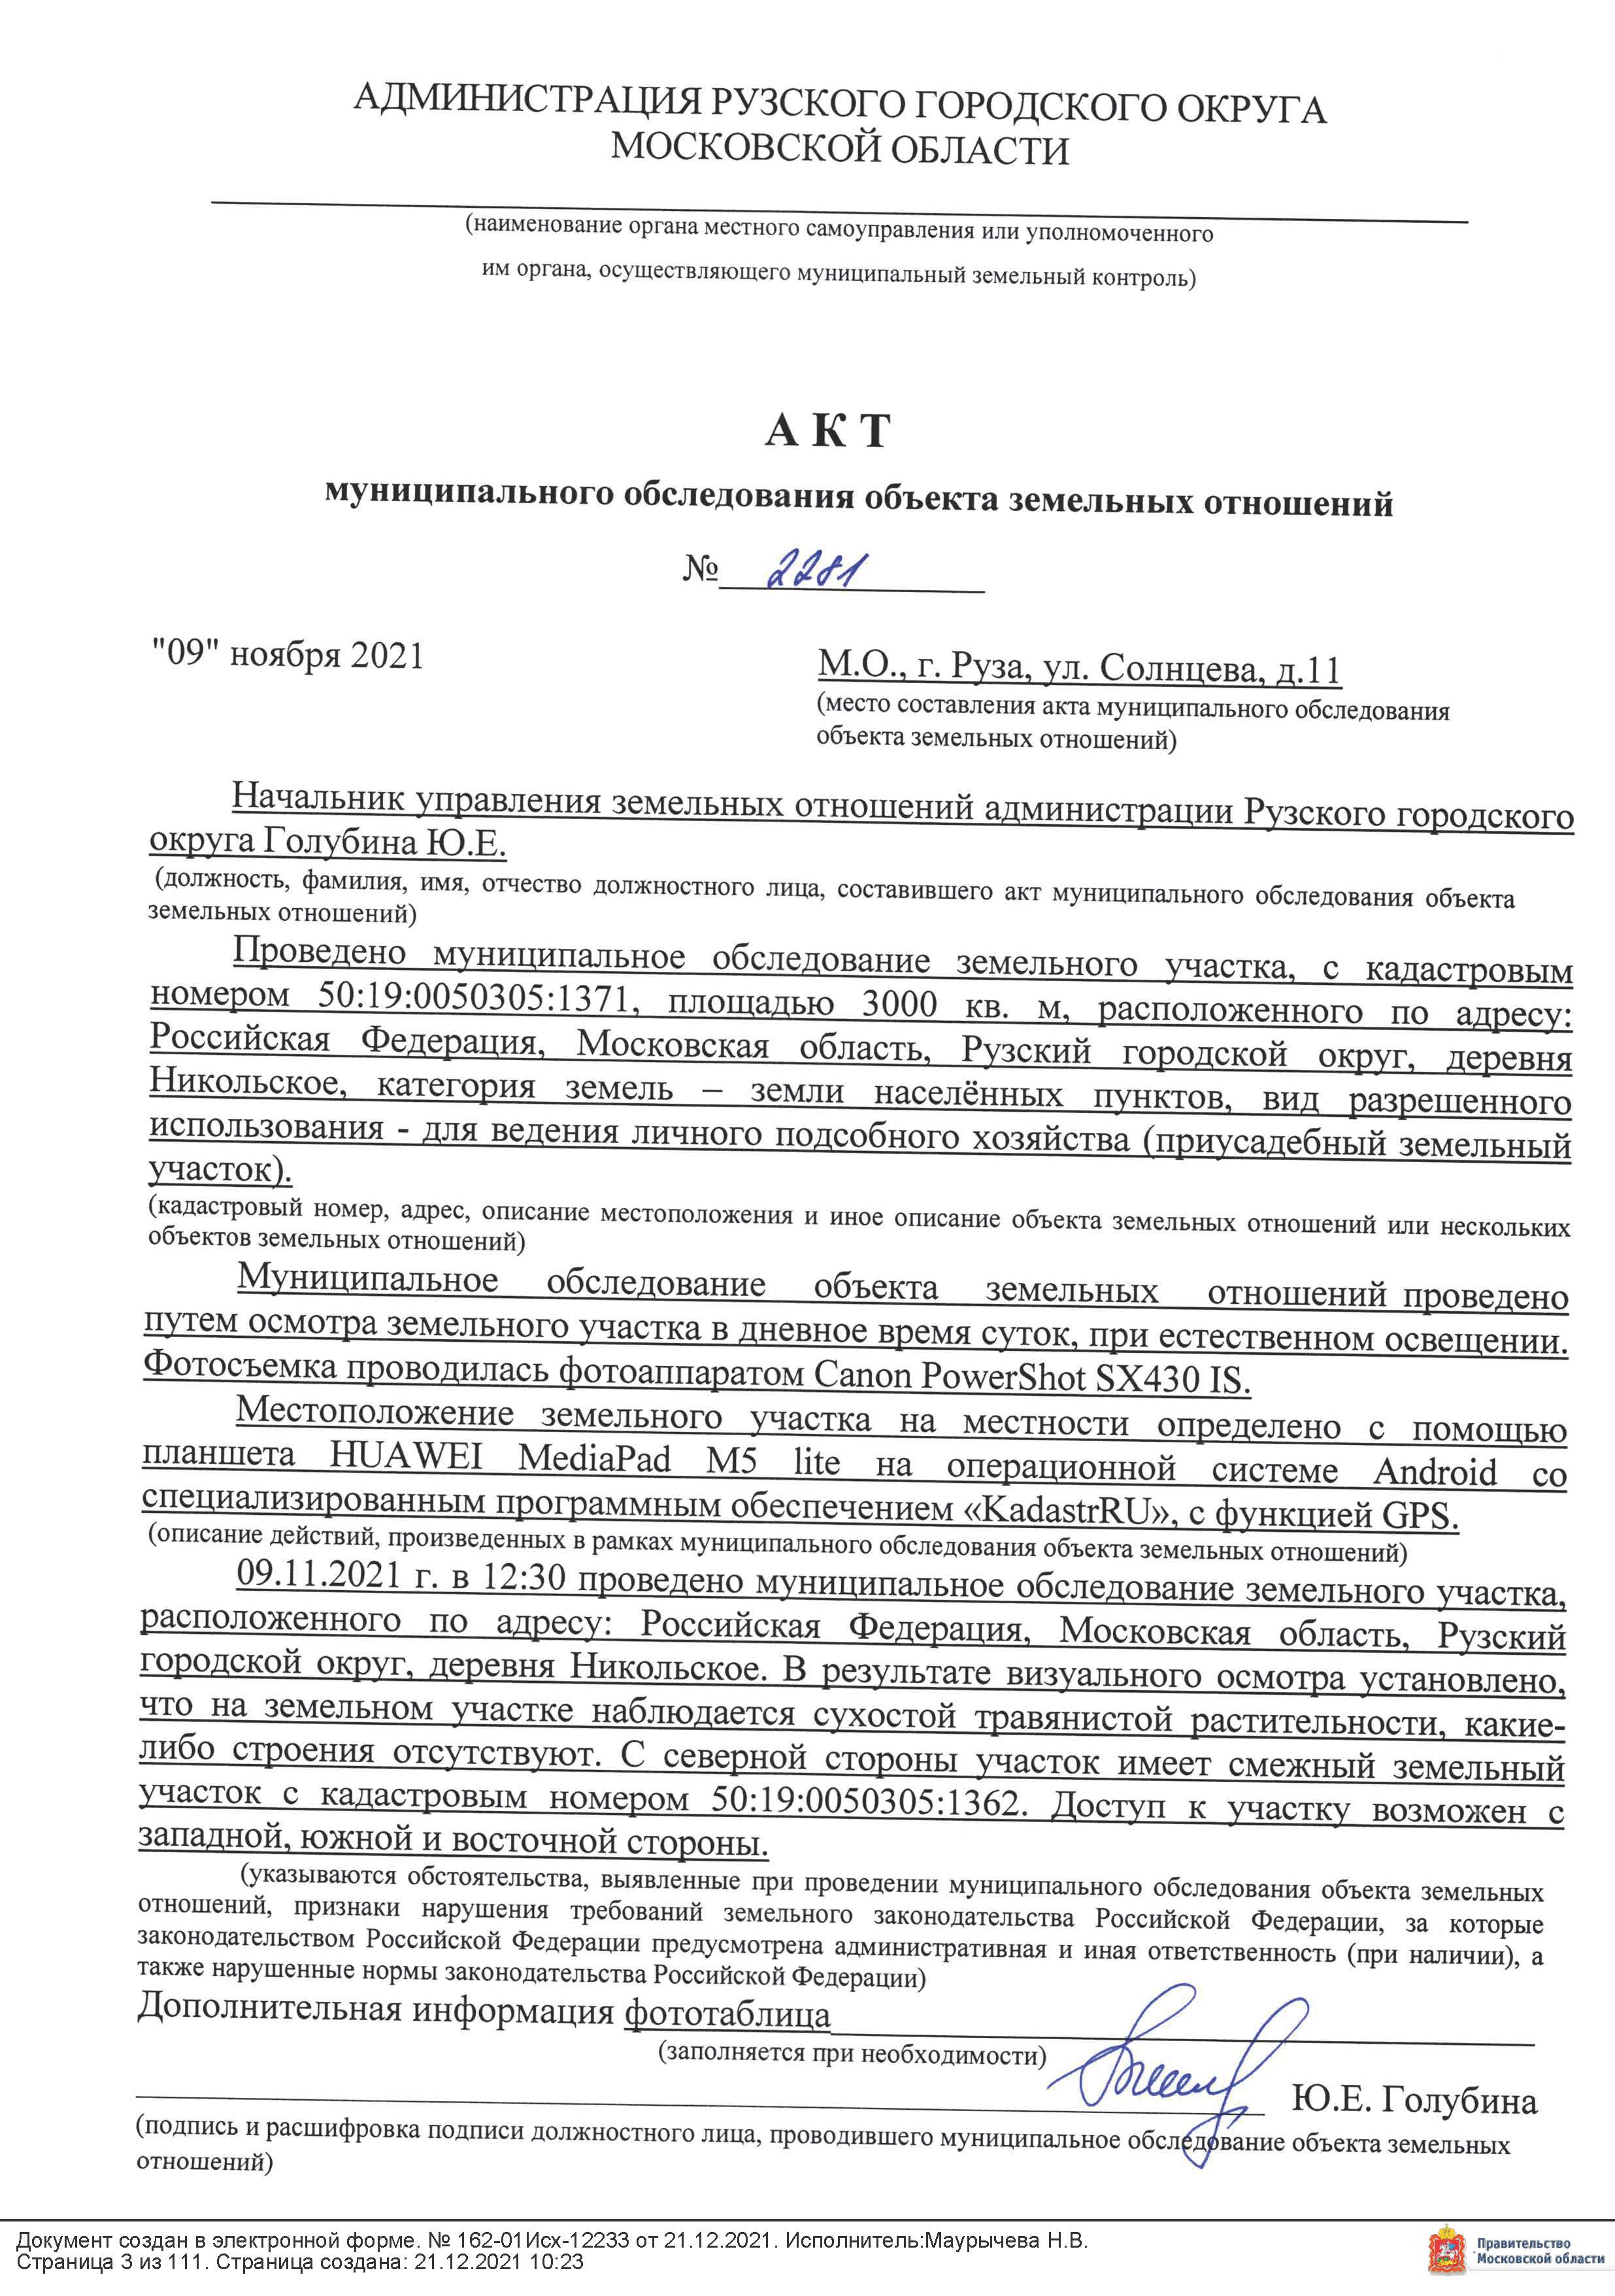 АДМИНИСТРАЦИЯ РУЗСКОГО ГОРОДСКОГО ОКРУГА
МОСКОВСКОЙ ОБЛАСТИ
(наименование органа местного самоуправления или уполномоченного
им органа, осуществляющего муниципальный земельный контроль)
А К Т
муниципального обследования объекта земельных отношений
№ 2281
"09" ноября 2021
М.О., г. Руза, ул. Солнцева, д.11
(место составления акта муниципального обследования
объекта земельных отношений)
Начальник управления земельных отношений администрации Рузского городского
округа Голубина Ю.Е.
(должность, фамилия, имя, отчество должностного лица, составившего акт муниципального обследования объекта
земельных отношений)
Проведено муниципальное обследование земельного участка, с кадастровым
номером 50:19:0050305:1371, площадью 3000 кв. м, расположенного по адресу:
Российская Федерация, Московская область, Рузский городской округ, деревня
Никольское, категория земель – земли населённых пунктов, вид разрешенного
использования - для ведения личного подсобного хозяйства (приусадебный земельный
участок).
(кадастровый номер, адрес, описание местоположения и иное описание объекта земельных отношений или нескольких
объектов земельных отношений)
Муниципальное обследование объекта земельных отношений проведено
путем осмотра земельного участка в дневное время суток, при естественном освещении.
Фотосъемка проводилась фотоаппаратом Canon PowerShot SX430 IS.
Местоположение земельного участка на местности определено с помощью
планшета HUAWEI MediaPad M5 lite на операционной системе Android со
специализированным программным обеспечением «KadastrRU», с функцией GPS.
(описание действий, произведенных в рамках муниципального обследования объекта земельных отношений)
09.11.2021 г. в 12:30 проведено муниципальное обследование земельного участка,
расположенного по адресу: Российская Федерация, Московская область, Рузский
городской округ, деревня Никольское. В результате визуального осмотра установлено,
что на земельном участке наблюдается сухостой травянистой растительности, какие-
либо строения отсутствуют. С северной стороны участок имеет смежный земельный
участок с кадастровым номером 50:19:0050305:1362. Доступ к участку возможен с
западной, южной и восточной стороны.
(указываются обстоятельства, выявленные при проведении муниципального обследования объекта земельных
отношений, признаки нарушения требований земельного законодательства Российской Федерации, за которые
законодательством Российской Федерации предусмотрена административная и иная ответственность (при наличии), а
также нарушенные нормы законодательства Российской Федерации)
Дополнительная информация фототаблица
(заполняется при необходимости)
Ю.Е. Голубина
(подпись и расшифровка подписи должностного лица, проводившего муниципальное обследование объекта земельных
отношений)
Документ создан в электронной форме. № 162-01Исх-12233 от 21.12.2021. Исполнитель:Маурычева Н.В.
Страница 3 из 111. Страница создана: 21.12.2021 10:23
Правительство
Московской области